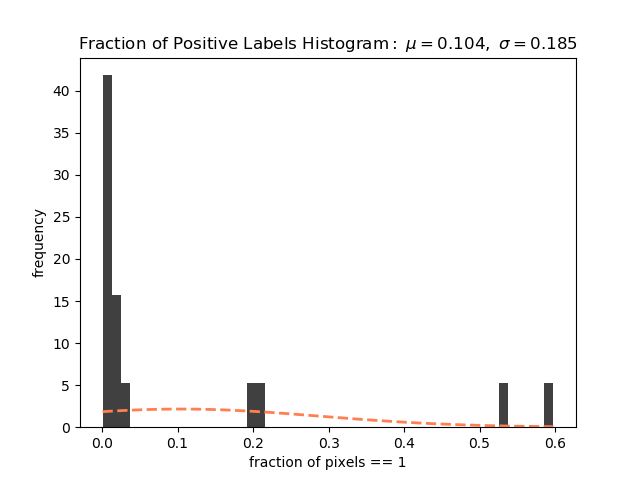 Fraction of Positive Labels Histogram: μ = 0.104, σ = 0.185
40
35
30
25
20
15
10
5
0
frequency
0.0 0.1 0.2 0.3 0.4 0.5 0.6
fraction of pixels == 1